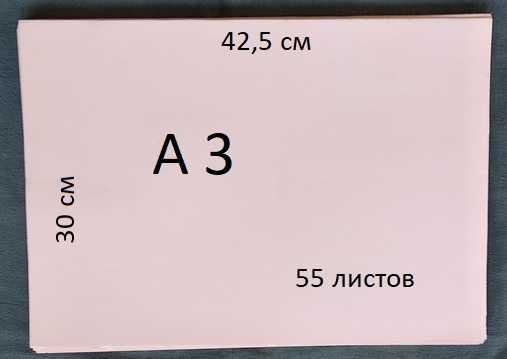 42,5 см
А 3
30 см
55 листов